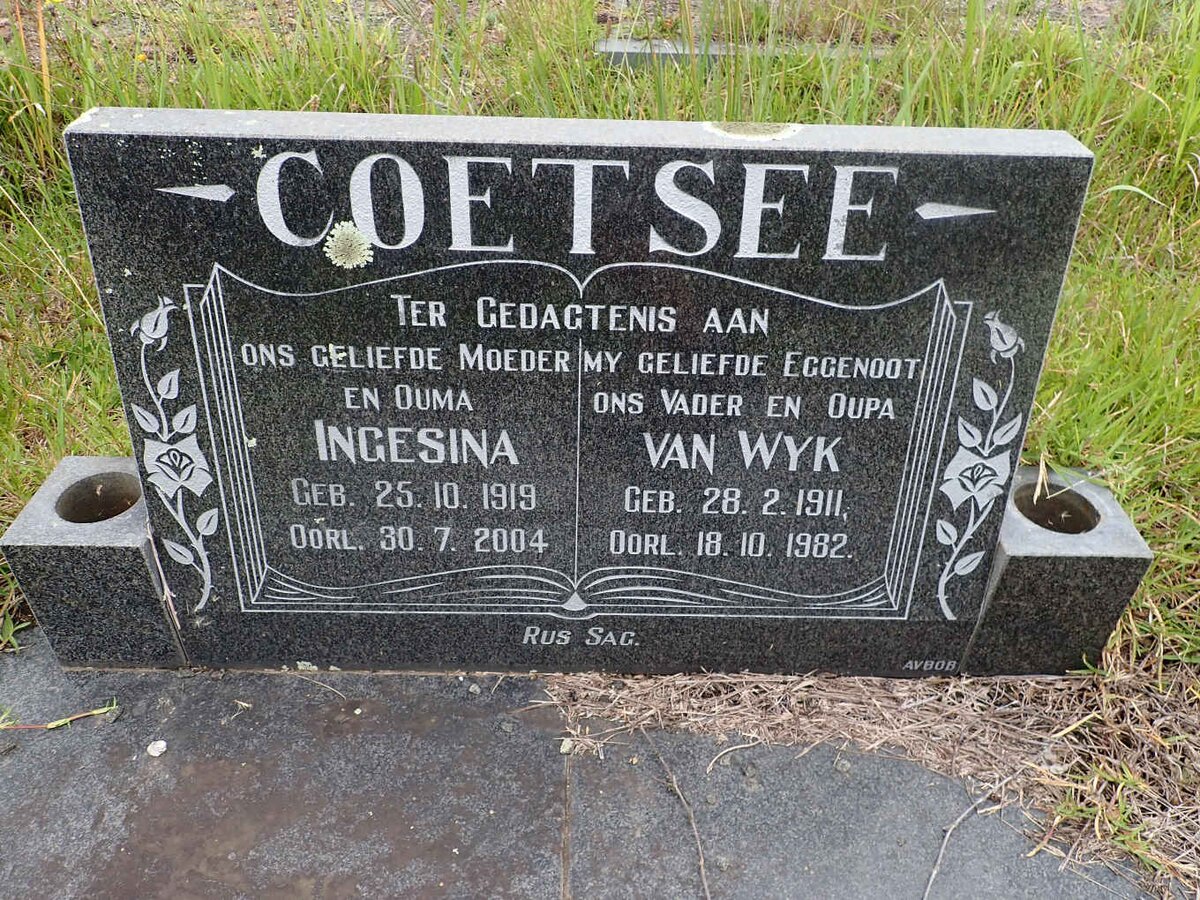 COETSEE
TER GEDAGTENIS AAN
ONS GELIEFDE MOEDER
EN OUMA
INGESINA
GEB. 25. 10. 1919
OORL. 30. 7. 2004
MY GELIEFDE EGGENOOT
ONS VADER EN OUPA
VAN WYK
GEB. 28. 2. 1911,
OORL. 18. 10. 1982.
RUS SAG.
AVBOB